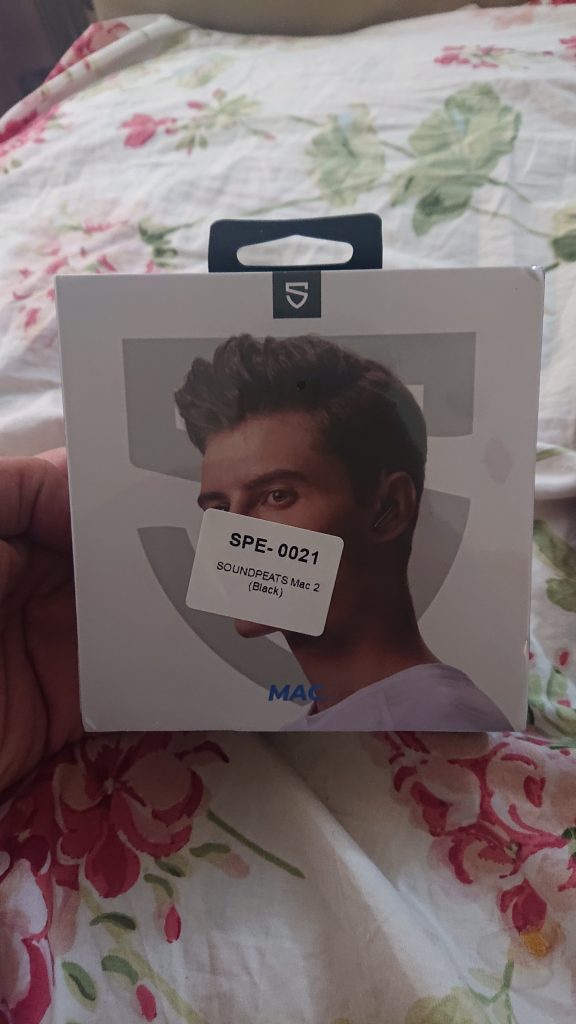 SPE- 0021
SOUNDPEATS Mac 2
(Black)
MAC